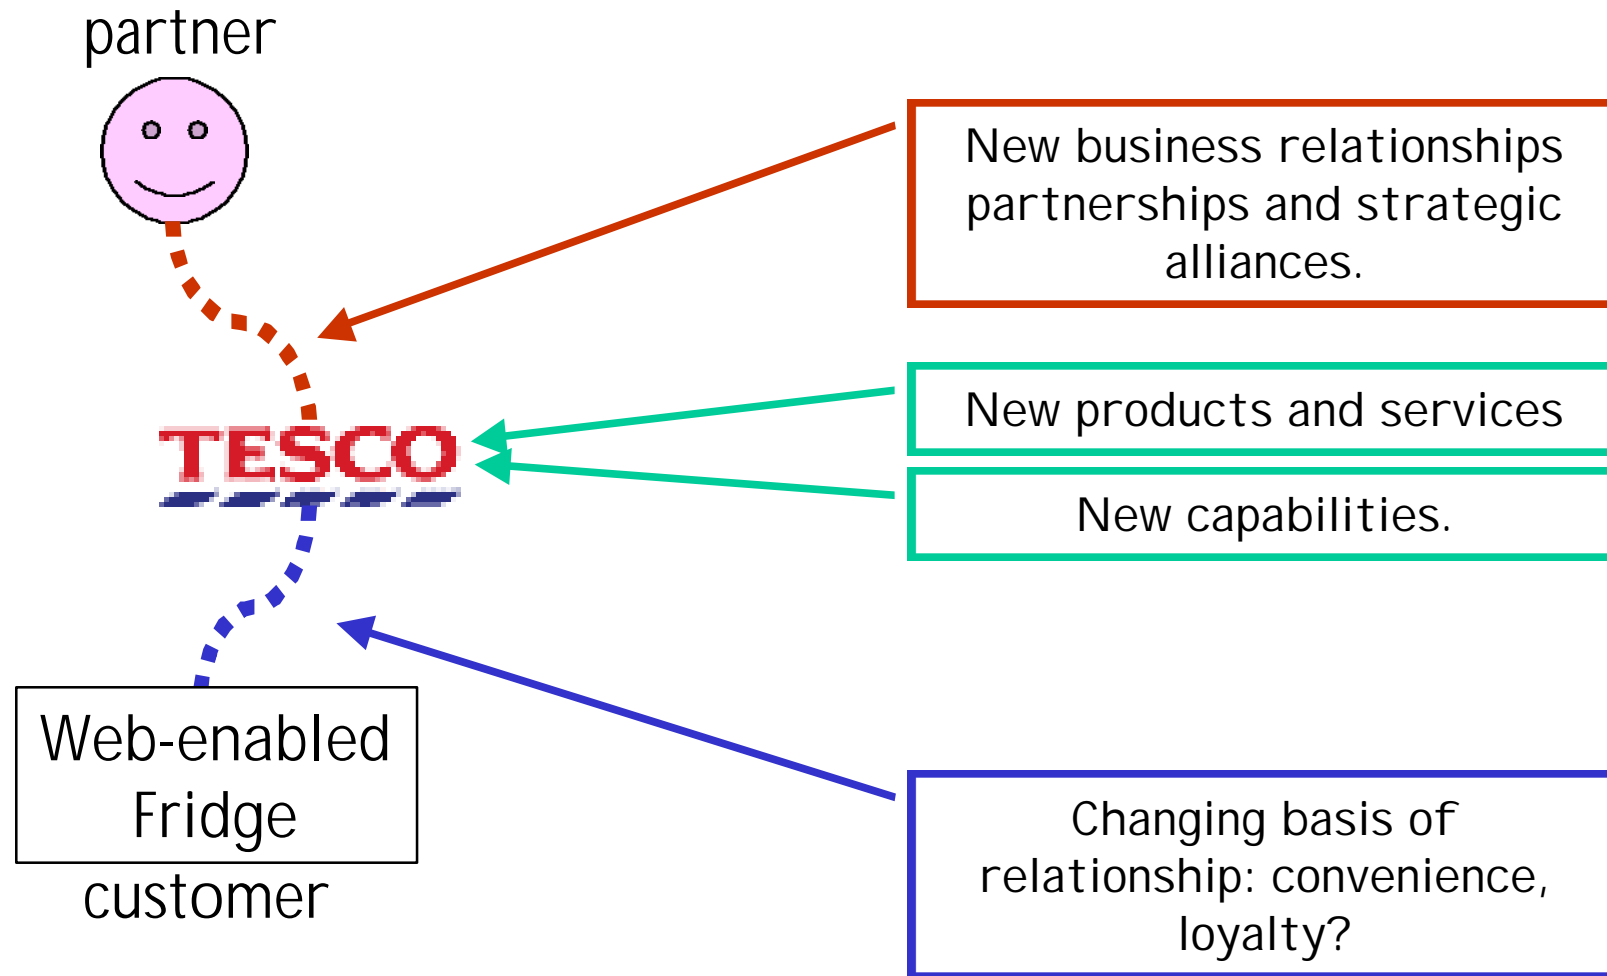 partner
New business relationships
partnerships and strategic
alliances.
New products and services
TESCO
New capabilities.
Web-enabled
Fridge
customer
Changing basis of
relationship: convenience,
loyalty?